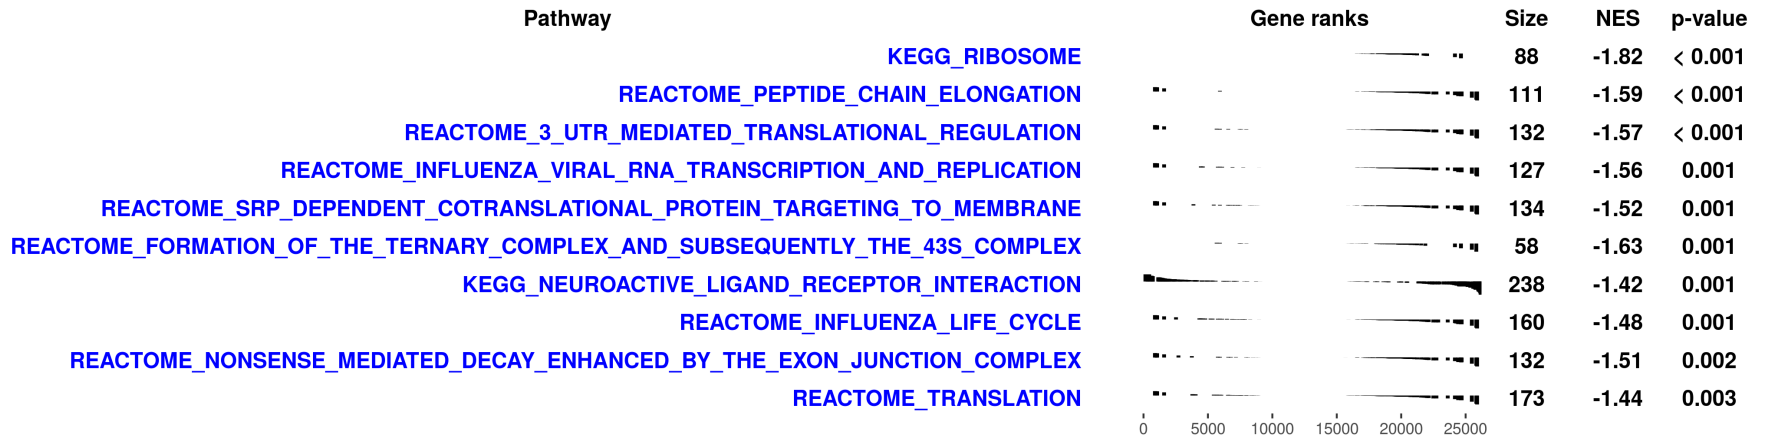 Pathway Gene ranks Size NES p-value
KEGG_RIBOSOME 88 -1.82 < 0.001
REACTOME_PEPTIDE_CHAIN_ELONGATION 111 -1.59 < 0.001
REACTOME_3_UTR_MEDIATED_TRANSLATIONAL_REGULATION 132 -1.57 < 0.001
REACTOME_INFLUENZA_VIRAL_RNA_TRANSCRIPTION_AND_REPLICATION 127 -1.56 0.001
REACTOME_SRP_DEPENDENT_COTRANSLATIONAL_PROTEIN_TARGETING_TO_MEMBRANE 134 -1.52 0.001
REACTOME_FORMATION_OF_THE_TERNARY_COMPLEX_AND_SUBSEQUENTLY_THE_43S_COMPLEX 58 -1.63 0.001
KEGG_NEUROACTIVE_LIGAND_RECEPTOR_INTERACTION 238 -1.42 0.001
REACTOME_INFLUENZA_LIFE_CYCLE 160 -1.48 0.001
REACTOME_NONSENSE_MEDIATED_DECAY_ENHANCED_BY_THE_EXON_JUNCTION_COMPLEX 132 -1.51 0.002
REACTOME_TRANSLATION 173 -1.44 0.003
0 5000 10000 15000 20000 25000